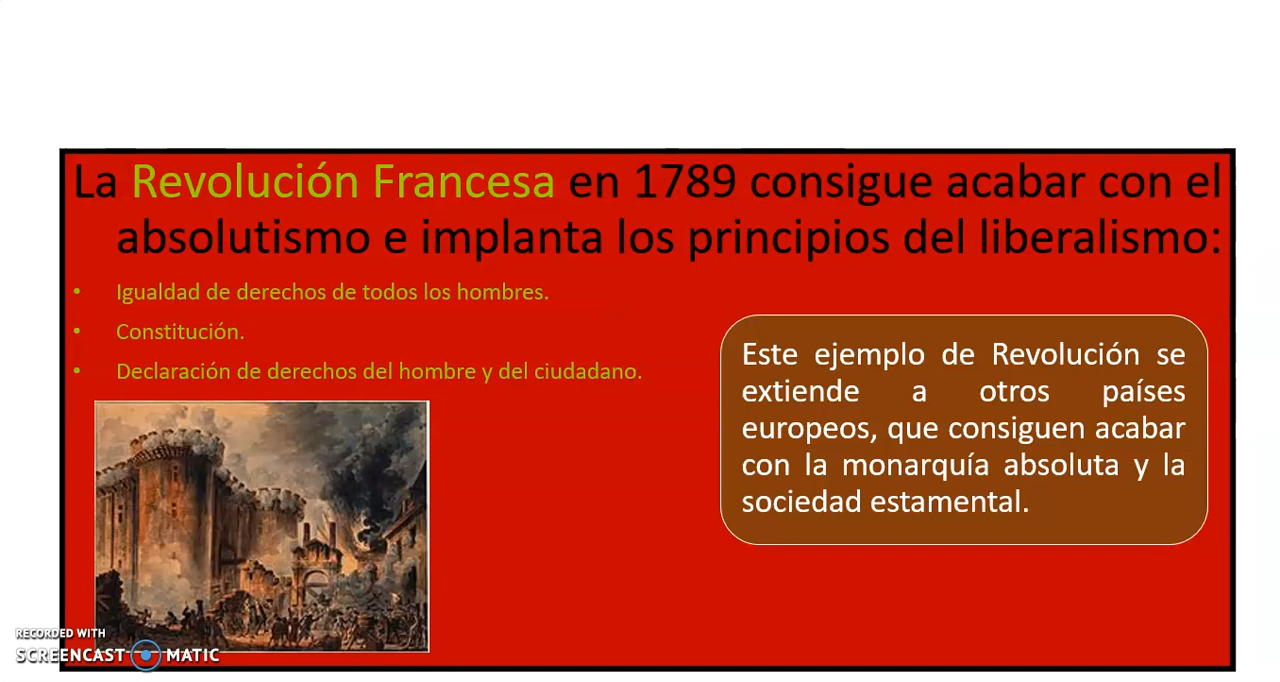 La Revolución Francesa en 1789 consigue acabar con el
absolutismo e implanta los principios del liberalismo:
• Igualdad de derechos de todos los hombres.
• Constitución.
• Declaración de derechos del hombre y del ciudadano.
Este ejemplo de Revolución se
extiende a otros países
europeos, que consiguen acabar
con la monarquía absoluta y la
sociedad estamental.
RECORDED WITH
SCREENCAST MATIC